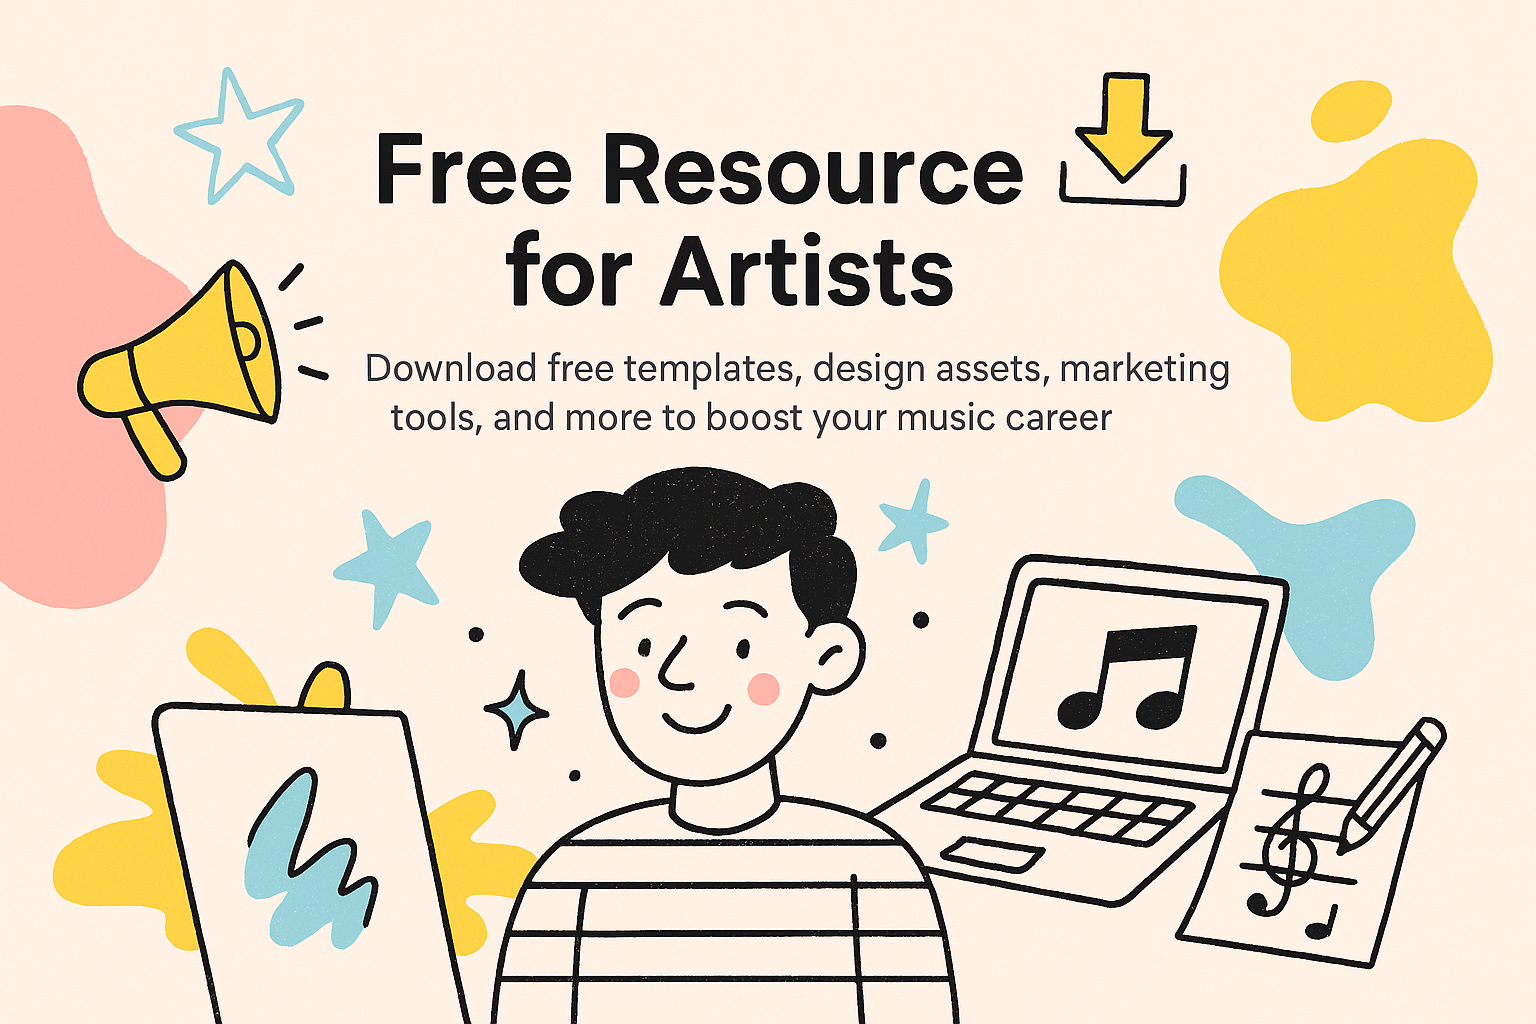 Free Resource
for Artists
Download free templates, design assets, marketing
tools, and more to boost your music career